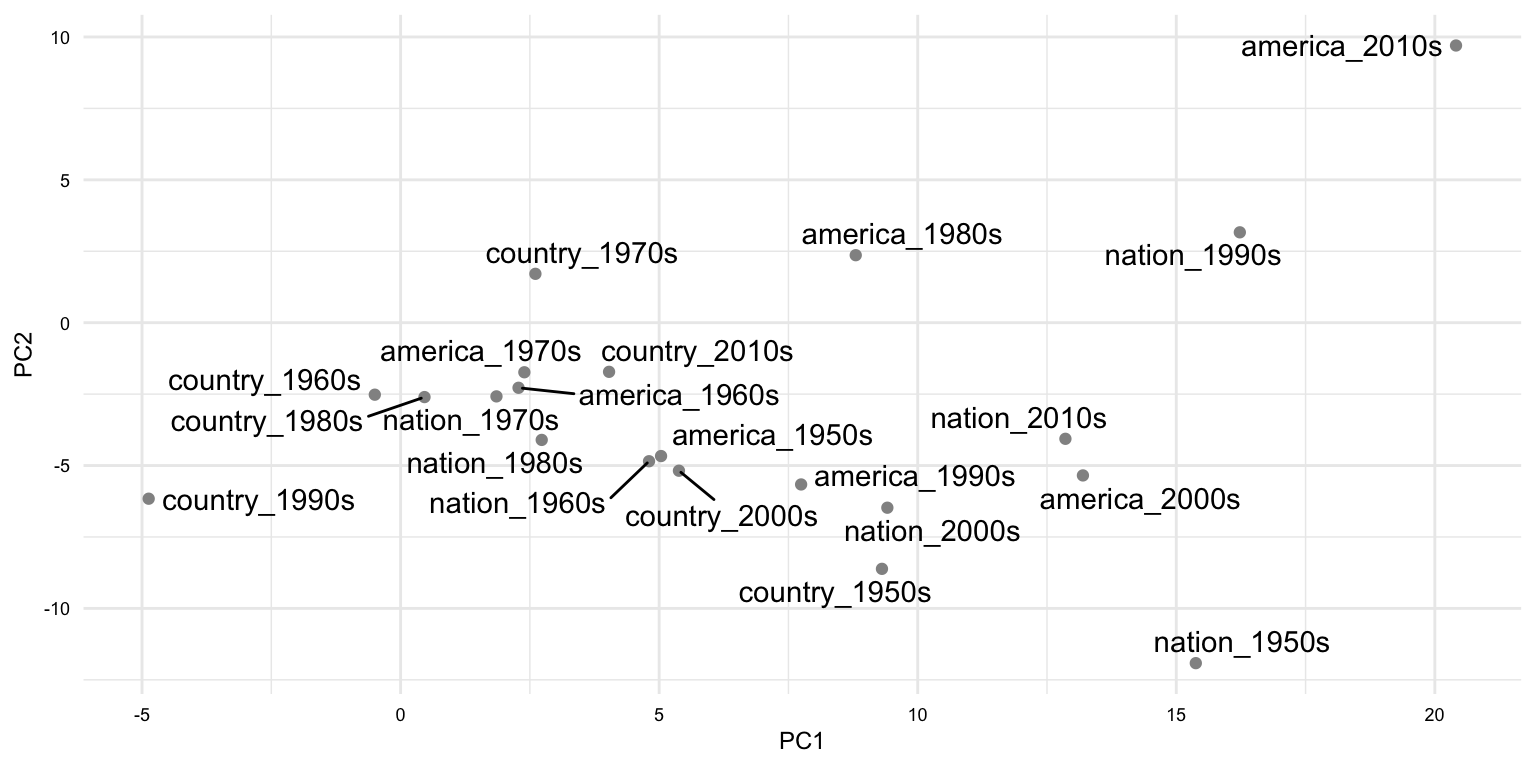 10
america_2010s
5
america_1980s
country_1970s
nation_1990s
0
PC2
america_1970s
country_2010s
country_1960s
america_1960s
country_1980s
nation_1970s
nation_2010s
america_1950s
-5
nation_1980s
america_1990s
country_1990s
nation_1960s
america_2000s
country_2000s
nation_2000s
country_1950s
-10
nation_1950s
-5
0
5
10
15
20
PC1